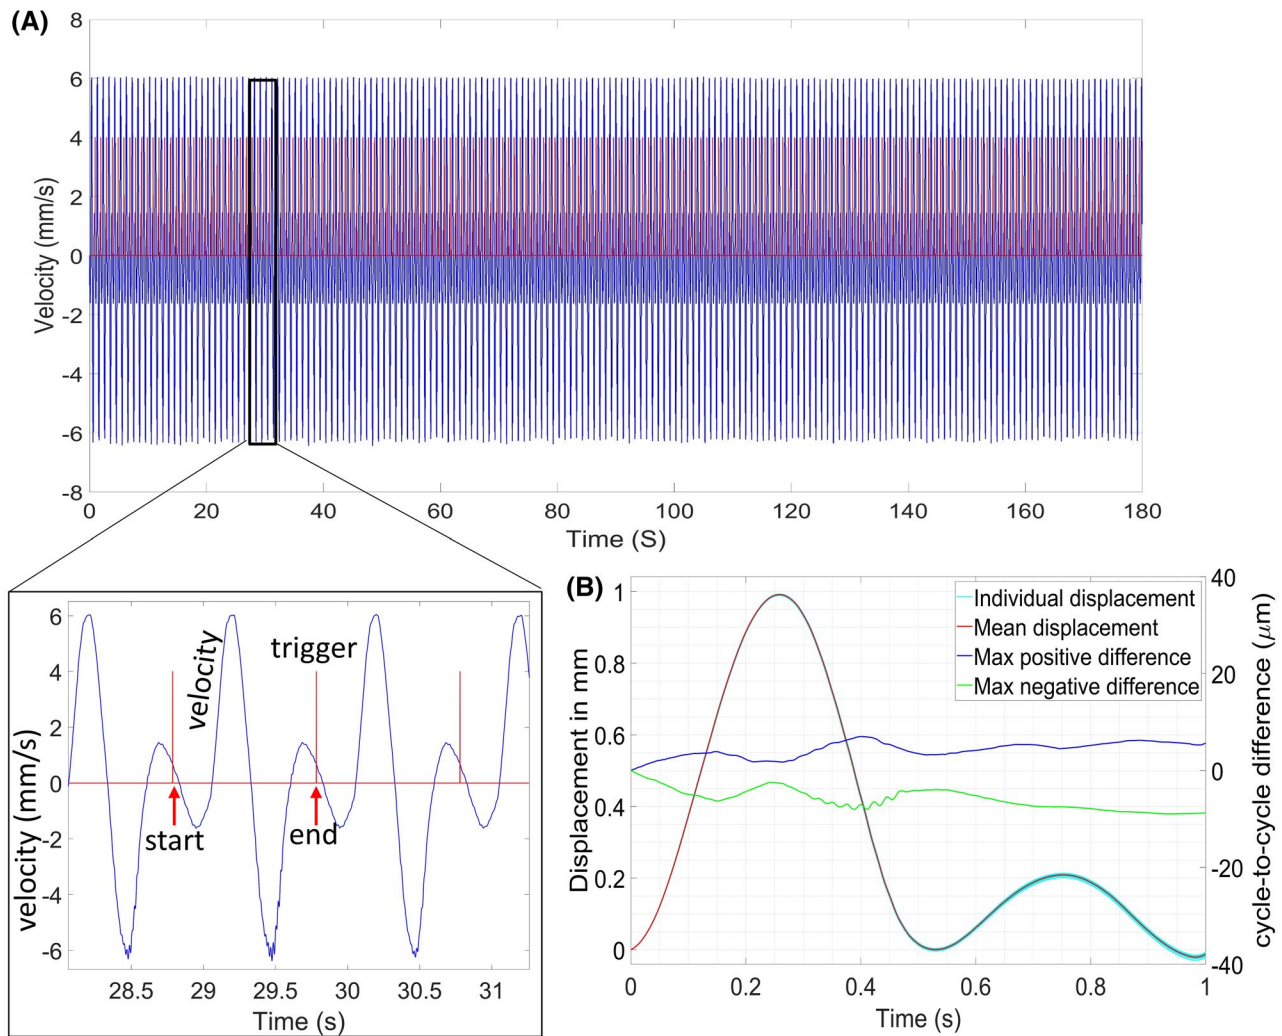 (A)
8
6
4
2
0
-2
-4
-6
-8
Velocity (mm/s)
0 20 40 60 80 100 120 140 160 180
Time (S)
6
4
2
0
-2
-4
-6
velocity (mm/s)
velocity
trigger
start
end
28.5 29 29.5 30 30.5 31
Time (s)
(B)
1
0.8
0.6
0.4
0.2
0
Displacement in mm
Individual displacement
Mean displacement
Max positive difference
Max negative difference
40
20
0
-20
-40
cycle-to-cycle difference (μm)
0 0.2 0.4 0.6 0.8 1
Time (s)